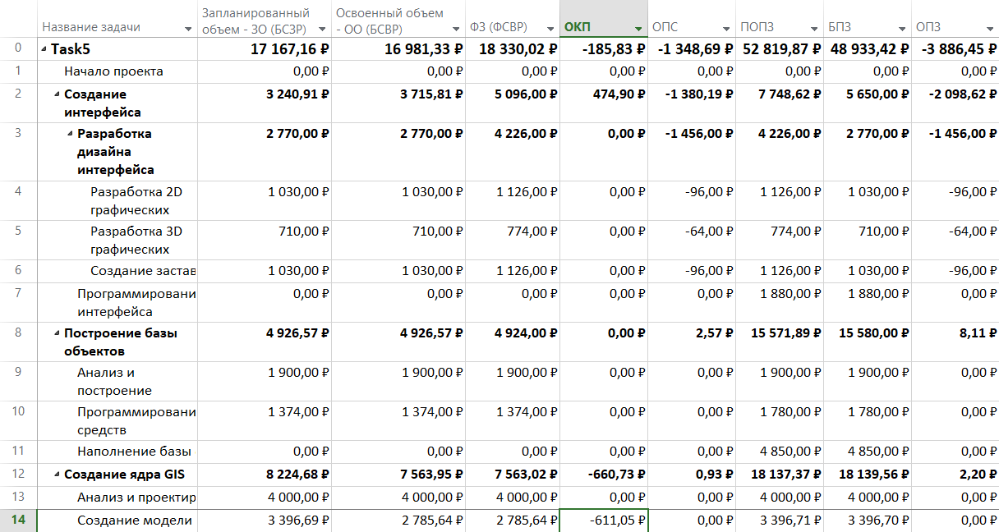 Название задачи Запланированный объем - ЗО (БСЗР) Освоенный объем - ОО (БСВР) ФЗ (ФСВР) ОКП ОПС ПОПЗ БПЗ ОПЗ
0 Task5 17 167,16 ₽ 16 981,33 ₽ 18 330,02 ₽ -185,83 ₽ -1 348,69 ₽ 52 819,87 ₽ 48 933,42 ₽ -3 886,45 ₽
1 Начало проекта 0,00 ₽ 0,00 ₽ 0,00 ₽ 0,00 ₽ 0,00 ₽ 0,00 ₽ 0,00 ₽ 0,00 ₽
2 Создание 3 240,91 ₽ 3 715,81 ₽ 5 096,00 ₽ 474,90 ₽ -1 380,19 ₽ 7 748,62 ₽ 5 650,00 ₽ -2 098,62 ₽
интерфейса
3 Разработка 2 770,00 ₽ 2 770,00 ₽ 4 226,00 ₽ 0,00 ₽ -1 456,00 ₽ 4 226,00 ₽ 2 770,00 ₽ -1 456,00 ₽
дизайна
интерфейса
4 Разработка 2D 1 030,00 ₽ 1 030,00 ₽ 1 126,00 ₽ 0,00 ₽ -96,00 ₽ 1 126,00 ₽ 1 030,00 ₽ -96,00 ₽
графических
5 Разработка 3D 710,00 ₽ 710,00 ₽ 774,00 ₽ 0,00 ₽ -64,00 ₽ 774,00 ₽ 710,00 ₽ -64,00 ₽
графических
6 Создание застав 1 030,00 ₽ 1 030,00 ₽ 1 126,00 ₽ 0,00 ₽ -96,00 ₽ 1 126,00 ₽ 1 030,00 ₽ -96,00 ₽
7 Программировани 0,00 ₽ 0,00 ₽ 0,00 ₽ 0,00 ₽ 0,00 ₽ 1 880,00 ₽ 1 880,00 ₽ 0,00 ₽
интерфейса
8 Построение базы 4 926,57 ₽ 4 926,57 ₽ 4 924,00 ₽ 0,00 ₽ 2,57 ₽ 15 571,89 ₽ 15 580,00 ₽ 8,11 ₽
объектов
9 Анализ и 1 900,00 ₽ 1 900,00 ₽ 1 900,00 ₽ 0,00 ₽ 0,00 ₽ 1 900,00 ₽ 1 900,00 ₽ 0,00 ₽
построение
10 Программировани 1 374,00 ₽ 1 374,00 ₽ 1 374,00 ₽ 0,00 ₽ 0,00 ₽ 1 780,00 ₽ 1 780,00 ₽ 0,00 ₽
средств
11 Наполнение базы 0,00 ₽ 0,00 ₽ 0,00 ₽ 0,00 ₽ 0,00 ₽ 4 850,00 ₽ 4 850,00 ₽ 0,00 ₽
12 Создание ядра GIS 8 224,68 ₽ 7 563,95 ₽ 7 563,02 ₽ -660,73 ₽ 0,93 ₽ 18 137,37 ₽ 18 139,56 ₽ 2,20 ₽
13 Анализ и проектир 4 000,00 ₽ 4 000,00 ₽ 4 000,00 ₽ 0,00 ₽ 0,00 ₽ 4 000,00 ₽ 4 000,00 ₽ 0,00 ₽
14 Создание модели 3 396,69 ₽ 2 785,64 ₽ 2 785,64 ₽ -611,05 ₽ 0,00 ₽ 3 396,71 ₽ 3 396,70 ₽ 0,00 ₽